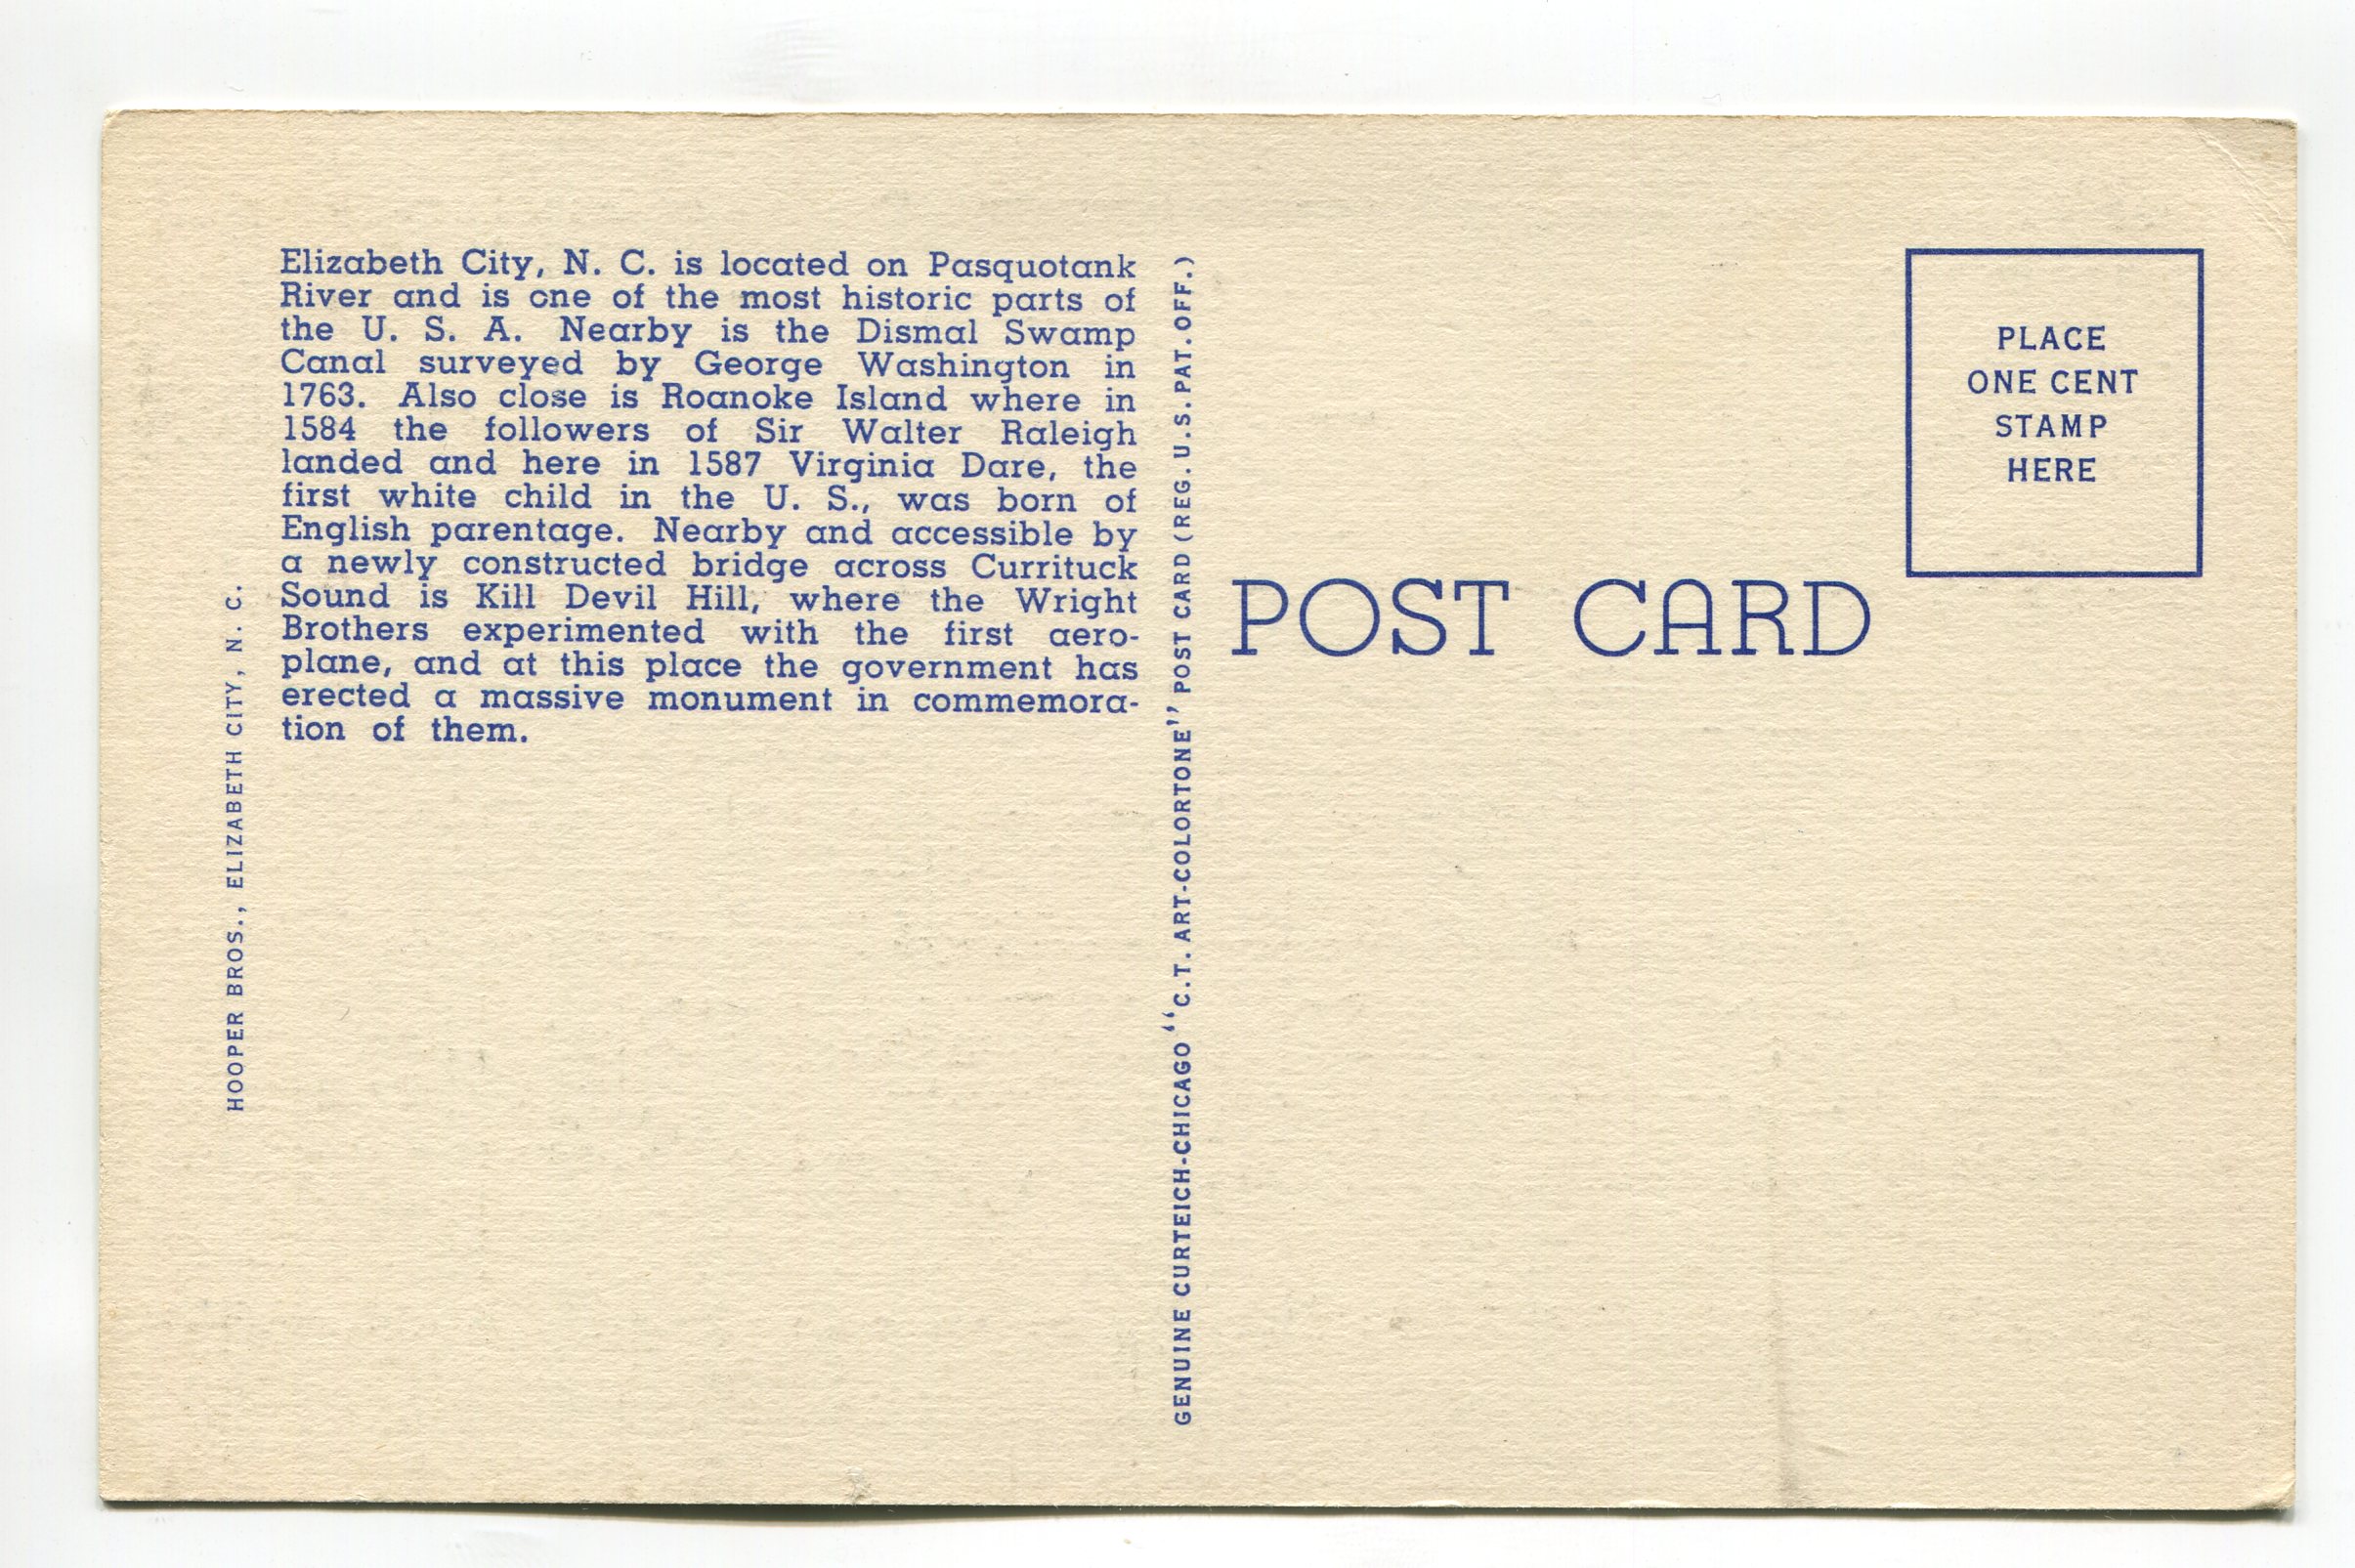 Elizabeth City, N. C. is located on Pasquotank
River and is one of the most historic parts of
the U. S. A. Nearby is the Dismal Swamp
Canal surveyed by George Washington in
1763. Also close is Roanoke Island where in
1584 the followers of Sir Walter Raleigh
landed and here in 1587 Virginia Dare, the
first white child in the U. S., was born of
English parentage. Nearby and accessible by
a newly constructed bridge across Currituck
Sound is Kill Devil Hill, where the Wright
Brothers experimented with the first aero-
plane, and at this place the government has
erected a massive monument in commemora-
tion of them.
HOOPER BROS., ELIZABETH CITY, N. C.
GENUINE CURTEICH-CHICAGO "C.T. ART-COLORTONE" POST CARD (REG. U.S. PAT. OFF.)
POST CARD
PLACE
ONE CENT
STAMP
HERE